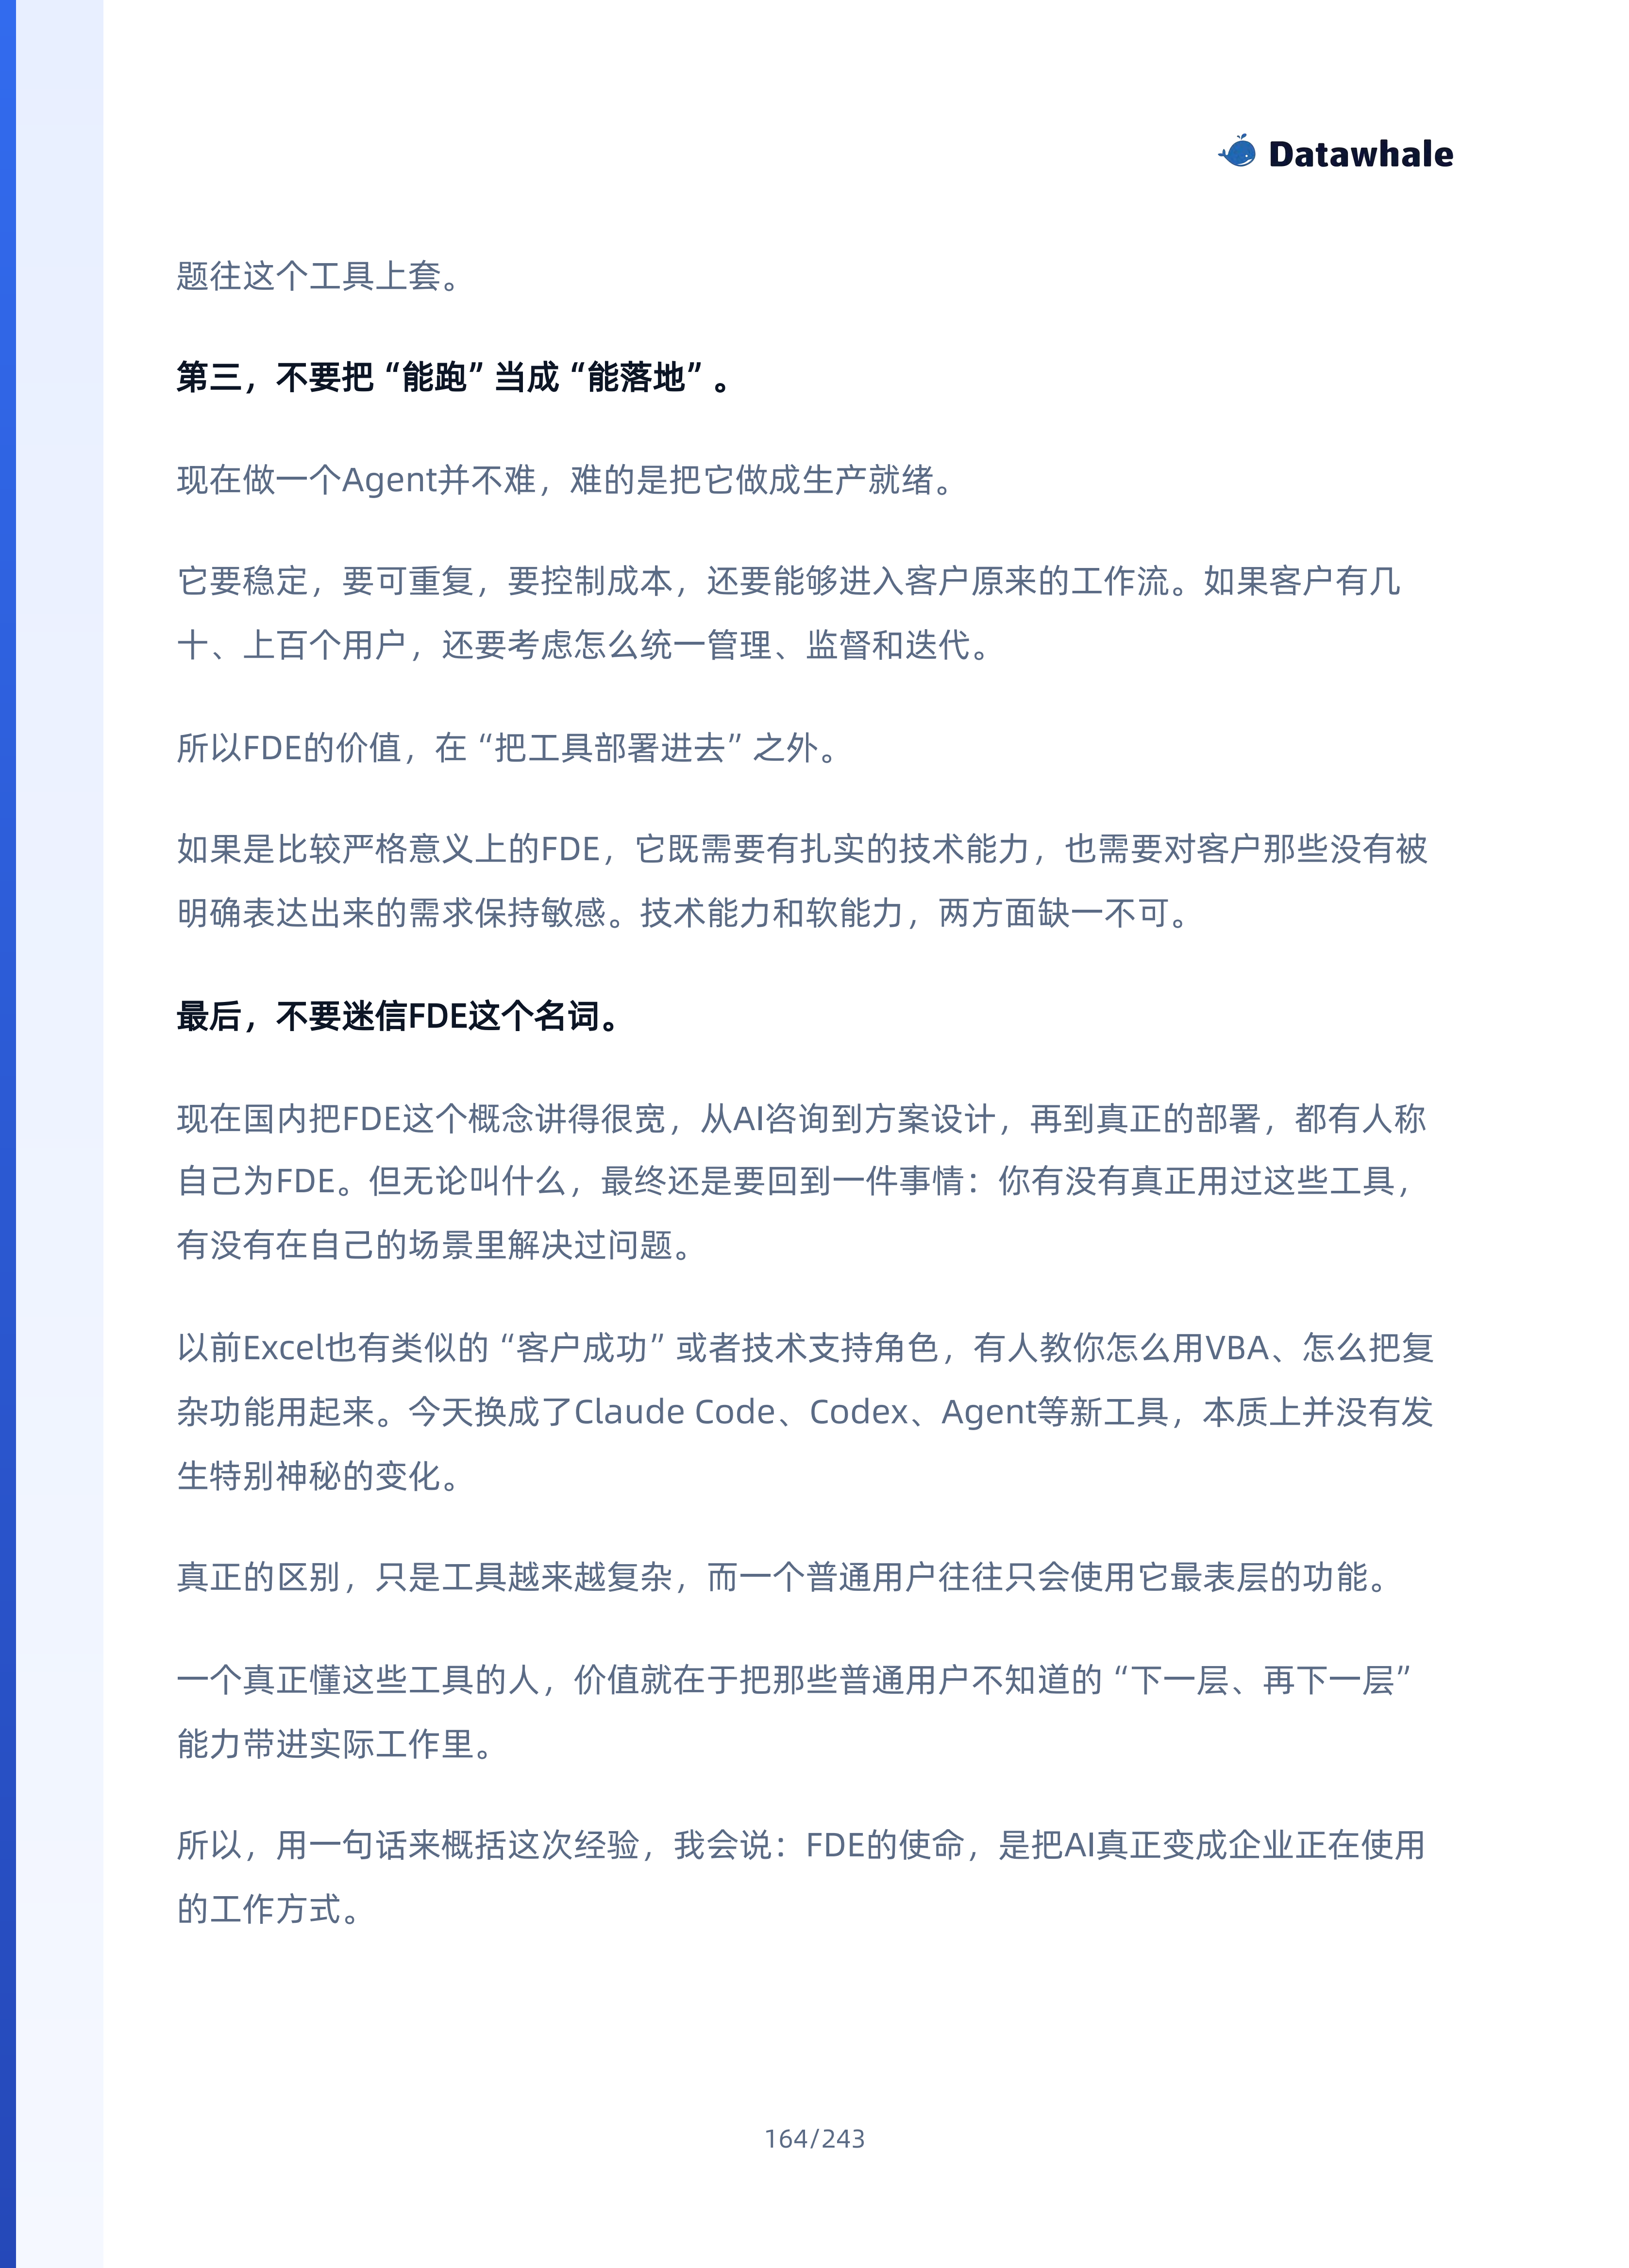 Datawhale
题往这个工具上套。
第三，不要把“能跑”当成“能落地”。
现在做一个Agent并不难，难的是把它做成生产就绪。
它要稳定，要可重复，要控制成本，还要能够进入客户原来的工作流。如果客户有几
十、上百个用户，还要考虑怎么统一管理、监督和迭代。
所以FDE的价值，在“把工具部署进去”之外。
如果是比较严格意义上的FDE，它既需要有扎实的技术能力，也需要对客户那些没有被
明确表达出来的需求保持敏感。技术能力和软能力，两方面缺一不可。
最后，不要迷信FDE这个名词。
现在国内把FDE这个概念讲得很宽，从AI咨询到方案设计，再到真正的部署，都有人称
自己为FDE。但无论叫什么，最终还是要回到一件事情：你有没有真正用过这些工具，
有没有在自己的场景里解决过问题。
以前Excel也有类似的“客户成功”或者技术支持角色，有人教你怎么用VBA、怎么把复
杂功能用起来。今天换成了Claude Code、Codex、Agent等新工具，本质上并没有发
生特别神秘的变化。
真正的区别，只是工具越来越复杂，而一个普通用户往往只会使用它最表层的功能。
一个真正懂这些工具的人，价值就在于把那些普通用户不知道的“下一层、再下一层”
能力带进实际工作里。
所以，用一句话来概括这次经验，我会说：FDE的使命，是把AI真正变成企业正在使用
的工作方式。
164/243